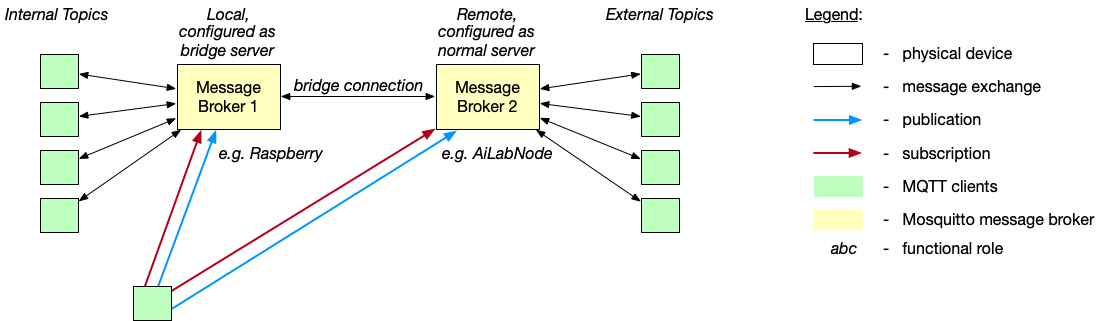 Internal Topics
Local,
configured as
bridge server
Remote,
configured as
normal server
External Topics
Message
Broker 1
bridge connection
Message
Broker 2
e.g. Raspberry
e.g. AiLabNode
Legend:
- physical device
- message exchange
- publication
- subscription
- MQTT clients
- Mosquitto message broker
abc - functional role